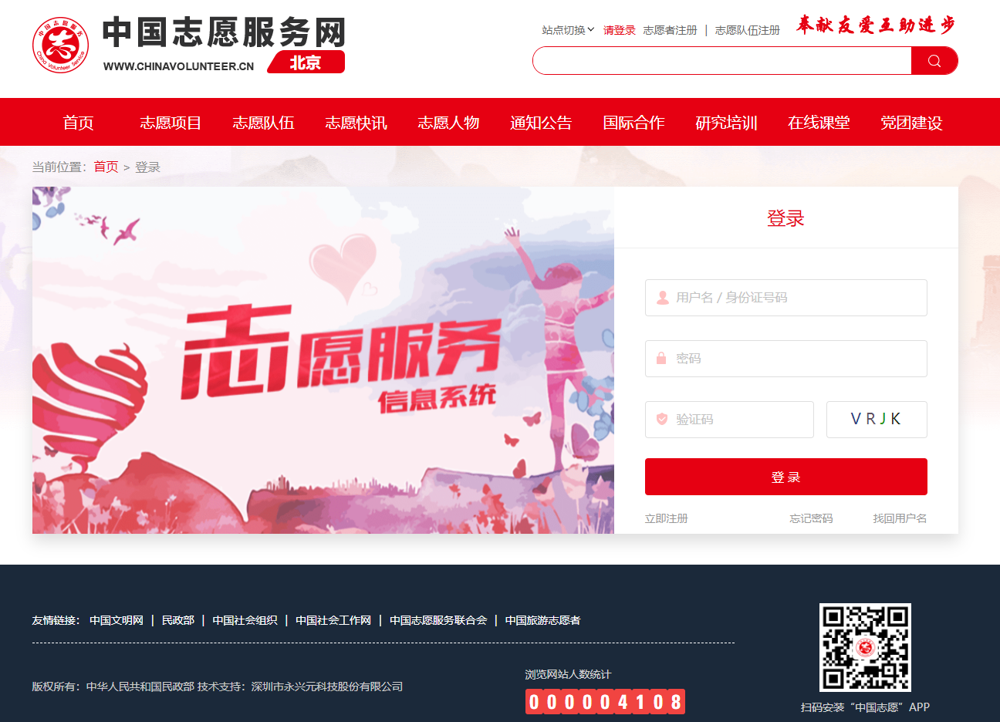 中国志愿服务网
WWW.CHINAVOLUNTEER.CN
北京
中国志愿服务
China Volunteer Service
站点切换 请登录 志愿者注册 | 志愿队伍注册
奉献友爱互助进步
首页 志愿项目 志愿队伍 志愿快讯 志愿人物 通知公告 国际合作 研究培训 在线课堂 党团建设
当前位置：首页 > 登录
志愿服务
信息系统
登录
用户名 / 身份证号码
密码
验证码
VRJK
登 录
立即注册 忘记密码 找回用户名
友情链接： 中国文明网 | 民政部 | 中国社会组织 | 中国社会工作网 | 中国志愿服务联合会 | 中国旅游志愿者
版权所有：中华人民共和国民政部 技术支持：深圳市永兴元科技股份有限公司
浏览网站人数统计
000004108
扫码安装“中国志愿”APP